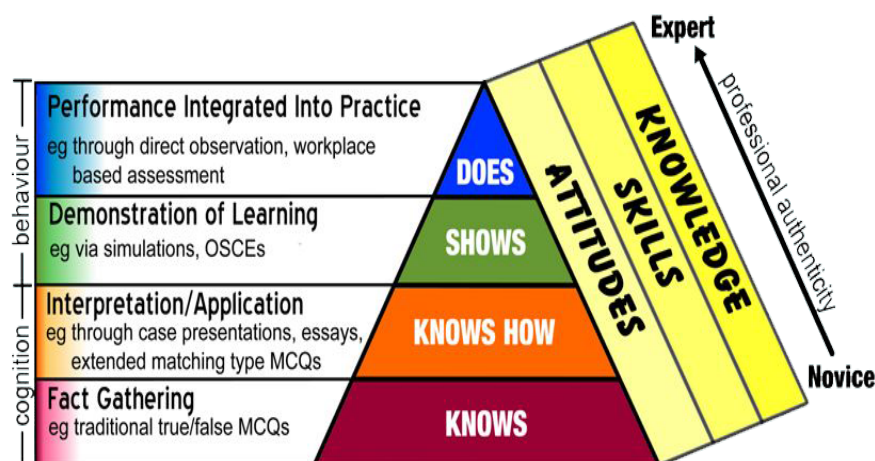 Expert
professional authenticity
Novice
behaviour
cognition
Performance Integrated Into Practice
eg through direct observation, workplace
based assessment
DOES
Demonstration of Learning
eg via simulations, OSCEs
SHOWS
Interpretation/Application
eg through case presentations, essays,
extended matching type MCQs
KNOWS HOW
Fact Gathering
eg traditional true/false MCQs
KNOWS
ATTITUDES
SKILLS
KNOWLEDGE